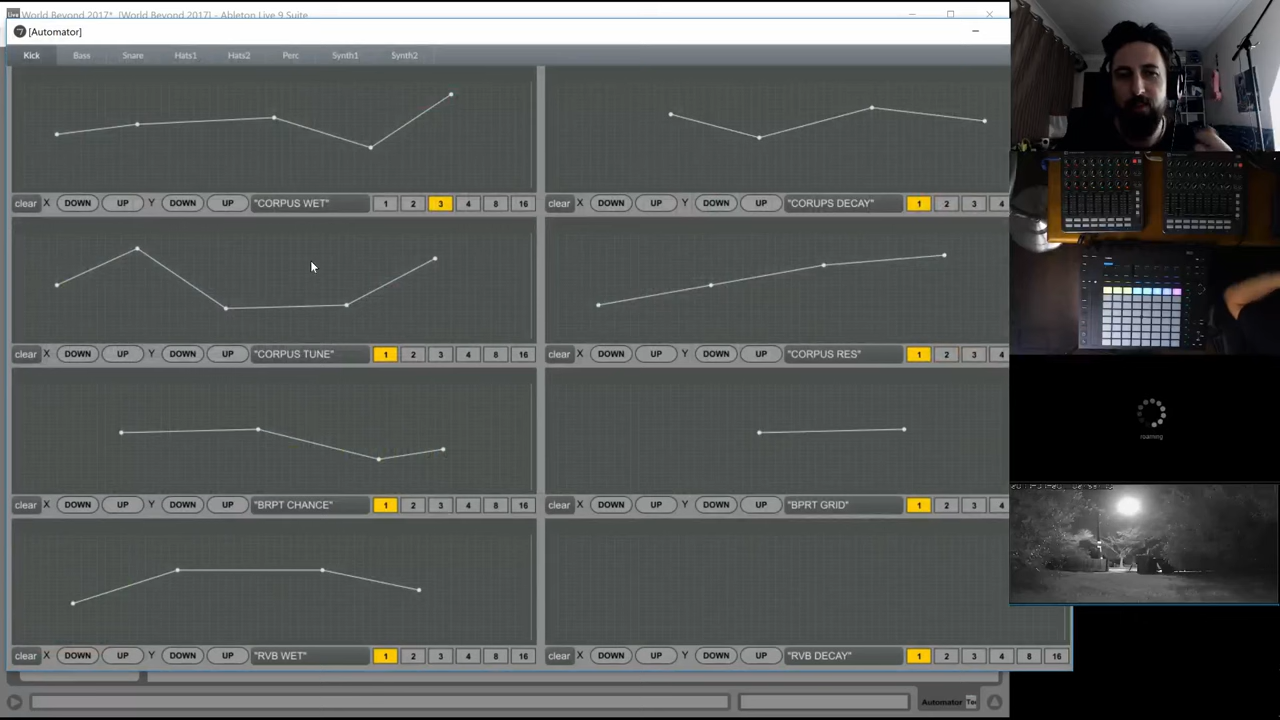 World Beyond 2017* [World Beyond 2017] - Ableton Live 9 Suite
[Automator]
Kick Bass Snare Hats1 Hats2 Perc Synth1 Synth2
clear X DOWN UP Y DOWN UP "CORPUS WET" 1 2 3 4 8 16
clear X DOWN UP Y DOWN UP "CORUPS DECAY" 1 2 3 4
clear X DOWN UP Y DOWN UP "CORPUS TUNE" 1 2 3 4 8 16
clear X DOWN UP Y DOWN UP "CORPUS RES" 1 2 3 4
clear X DOWN UP Y DOWN UP "BRPT CHANCE" 1 2 3 4 8 16
clear X DOWN UP Y DOWN UP "BPRT GRID" 1 2 3 4
clear X DOWN UP Y DOWN UP "RVB WET" 1 2 3 4 8 16
clear X DOWN UP Y DOWN UP "RVB DECAY" 1 2 3 4 8 16
Automator
roaming